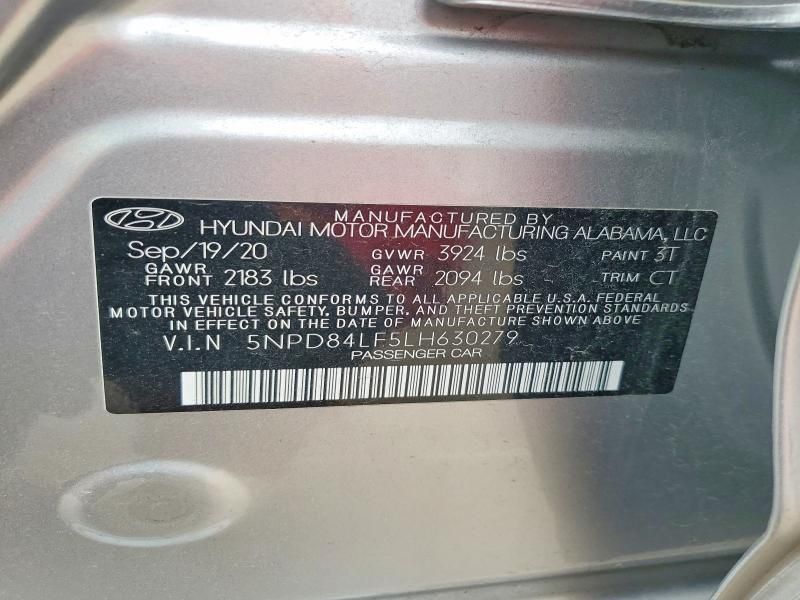 MANUFACTURED BY
HYUNDAI MOTOR MANUFACTURING ALABAMA, LLC
Sep/19/20 GVWR 3924 lbs PAINT 3T
GAWR FRONT 2183 lbs GAWR REAR 2094 lbs TRIM CT
THIS VEHICLE CONFORMS TO ALL APPLICABLE U.S.A. FEDERAL
MOTOR VEHICLE SAFETY, BUMPER, AND THEFT PREVENTION STANDARDS
IN EFFECT ON THE DATE OF MANUFACTURE SHOWN ABOVE.
V.I.N 5NPD84LF5LH630279
PASSENGER CAR